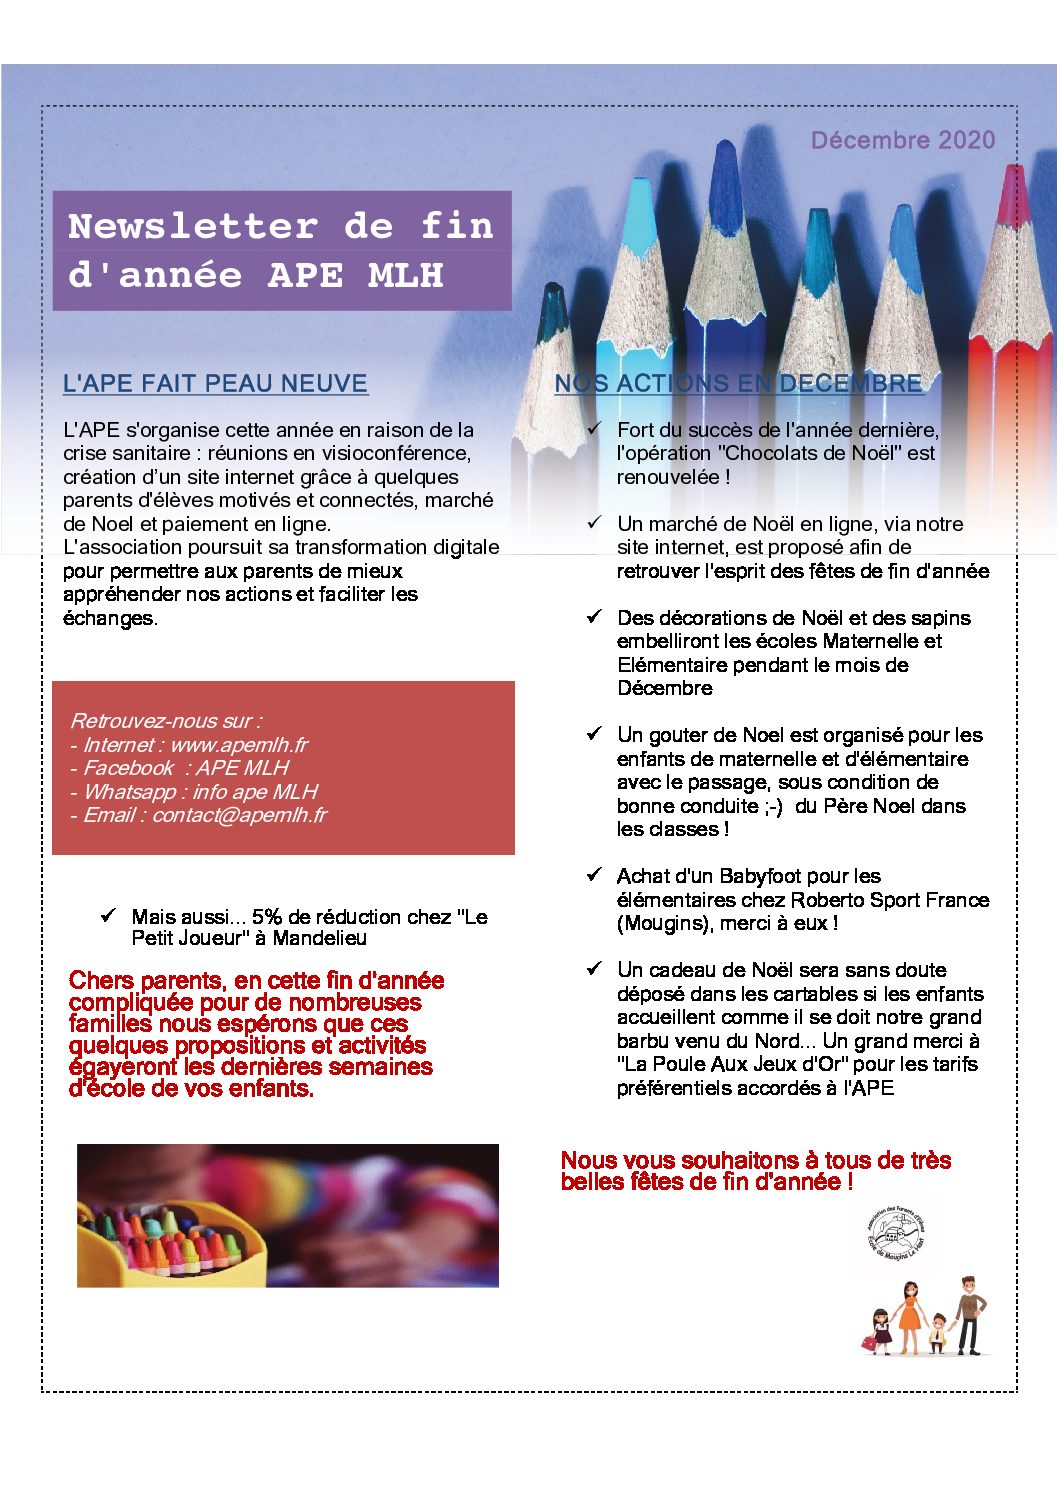 Décembre 2020
Newsletter de fin
d'année APE MLH
L'APE FAIT PEAU NEUVE
L'APE s'organise cette année en raison de la
crise sanitaire : réunions en visioconférence,
création d’un site internet grâce à quelques
parents d'élèves motivés et connectés, marché
de Noel et paiement en ligne.
L'association poursuit sa transformation digitale
pour permettre aux parents de mieux
appréhender nos actions et faciliter les
échanges.
Retrouvez-nous sur :
- Internet : www.apemlh.fr
- Facebook  : APE MLH
- Whatsapp : info ape MLH
- Email : contact@apemlh.fr
✓ Mais aussi... 5% de réduction chez "Le
Petit Joueur" à Mandelieu
Chers parents, en cette fin d'année
compliquée pour de nombreuses
familles nous espérons que ces
quelques propositions et activités
égayeront les dernières semaines
d'école de vos enfants.
NOS ACTIONS EN DECEMBRE
✓ Fort du succès de l'année dernière,
l'opération "Chocolats de Noël" est
renouvelée !
✓ Un marché de Noël en ligne, via notre
site internet, est proposé afin de
retrouver l'esprit des fêtes de fin d'année
✓ Des décorations de Noël et des sapins
embelliront les écoles Maternelle et
Elémentaire pendant le mois de
Décembre
✓ Un gouter de Noel est organisé pour les
enfants de maternelle et d'élémentaire
avec le passage, sous condition de
bonne conduite ;-)  du Père Noel dans
les classes !
✓ Achat d'un Babyfoot pour les
élémentaires chez Roberto Sport France
(Mougins), merci à eux !
✓ Un cadeau de Noël sera sans doute
déposé dans les cartables si les enfants
accueillent comme il se doit notre grand
barbu venu du Nord... Un grand merci à
"La Poule Aux Jeux d'Or" pour les tarifs
préférentiels accordés à l'APE
Nous vous souhaitons à tous de très
belles fêtes de fin d'année !
Association des Parents d'Elèves
Ecole de Mougins Le Haut